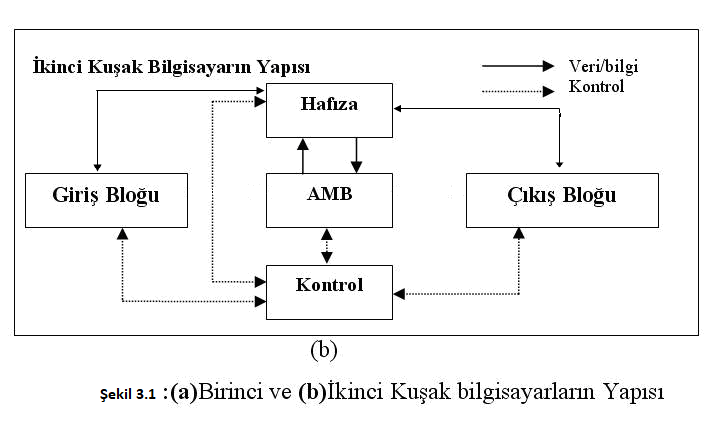 İkinci Kuşak Bilgisayarın Yapısı
Veri/bilgi
Kontrol
Hafıza
Giriş Bloğu
AMB
Çıkış Bloğu
Kontrol
(b)
Şekil 3.1 :(a)Birinci ve (b)İkinci Kuşak bilgisayarların Yapısı